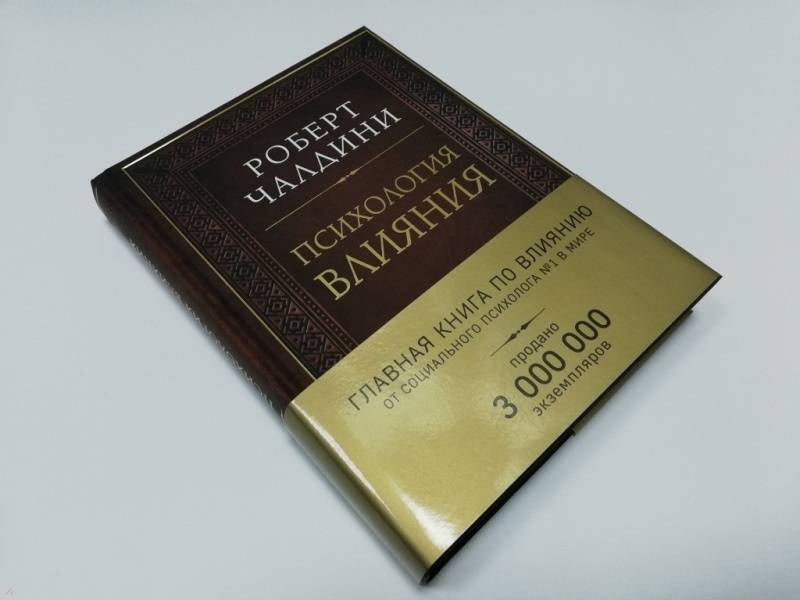 РОБЕРТ
ЧАЛДИНИ
ПСИХОЛОГИЯ
ВЛИЯНИЯ
ГЛАВНАЯ КНИГА ПО ВЛИЯНИЮ
ОТ СОЦИАЛЬНОГО ПСИХОЛОГА №1 В МИРЕ
продано
3 000 000
экземпляров